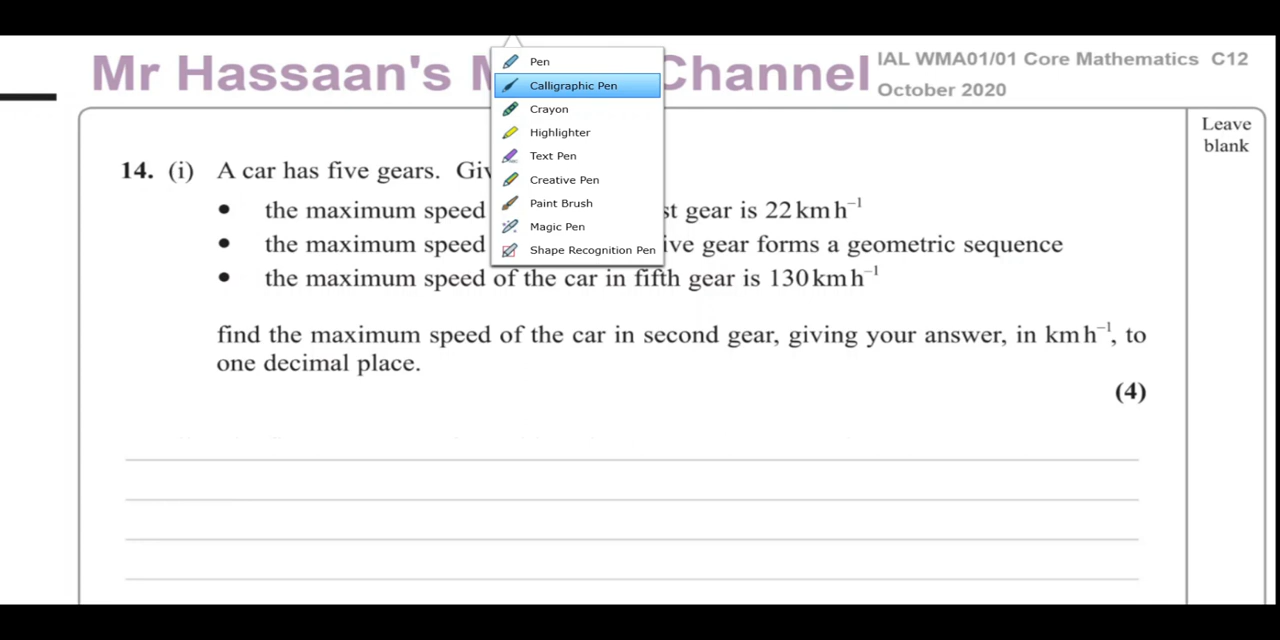 Mr Hassaan's M Channel
IAL WMA01/01 Core Mathematics C12
October 2020
Pen
Calligraphic Pen
Crayon
Highlighter
Text Pen
Creative Pen
Paint Brush
Magic Pen
Shape Recognition Pen
Leave
blank
14. (i) A car has five gears. Giv
• the maximum speed st gear is 22 km h⁻¹
• the maximum speed ive gear forms a geometric sequence
• the maximum speed of the car in fifth gear is 130 km h⁻¹
find the maximum speed of the car in second gear, giving your answer, in km h⁻¹, to
one decimal place.
(4)